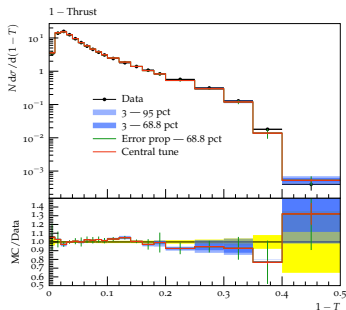 1 − Thrust
N dσ/d(1 − T)
10^1
1
10^−1
10^−2
10^−3
Data
3 — 95 pct
3 — 68.8 pct
Error prop — 68.8 pct
Central tune
MC/Data
1.4
1.3
1.2
1.1
1.0
0.9
0.8
0.7
0.6
0.5
0 0.1 0.2 0.3 0.4 0.5
1 − T